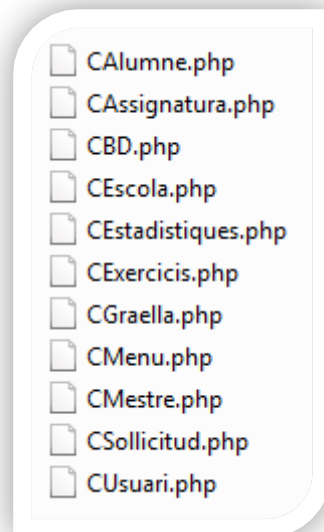 CAlumne.php
CAssignatura.php
CBD.php
CEscola.php
CEstadistiques.php
CExercicis.php
CGraella.php
CMenu.php
CMestre.php
CSollicitud.php
CUsuari.php